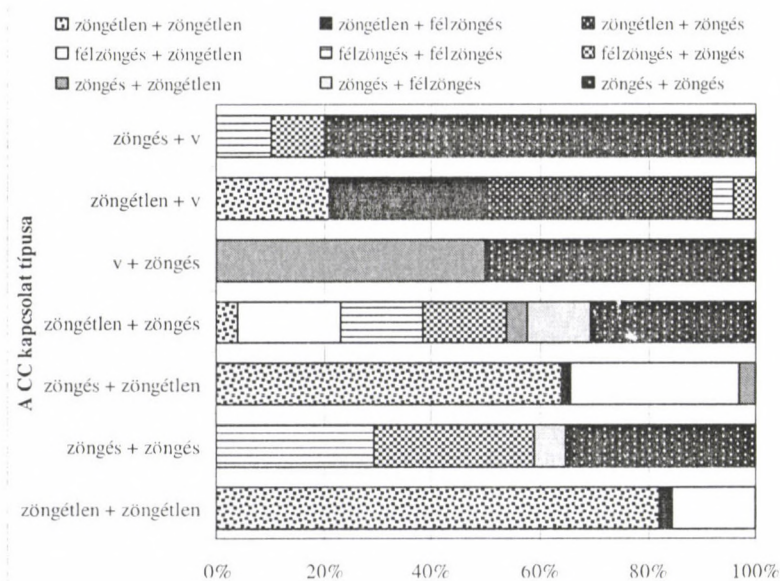 zöngétlen + zöngétlen zöngétlen + félzöngés zöngétlen + zöngés
félzöngés + zöngétlen félzöngés + félzöngés félzöngés + zöngés
zöngés + zöngétlen zöngés + félzöngés zöngés + zöngés
A CC kapcsolat típusa
zöngés + v
zöngétlen + v
v + zöngés
zöngétlen + zöngés
zöngés + zöngétlen
zöngés + zöngés
zöngétlen + zöngétlen
0% 20% 40% 60% 80% 100%